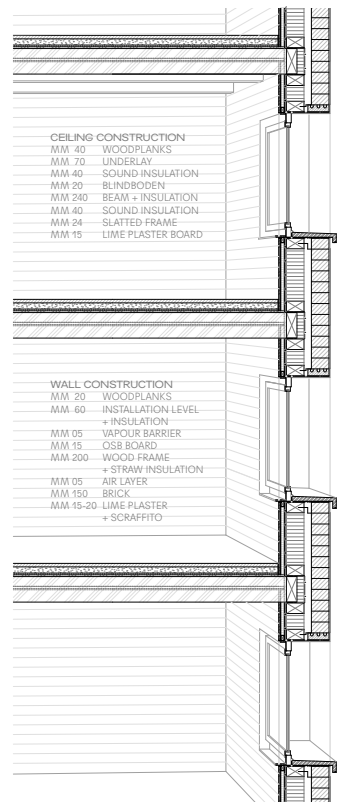 CEILING CONSTRUCTION
MM 40 WOODPLANKS
MM 70 UNDERLAY
MM 40 SOUND INSULATION
MM 20 BLINDBODEN
MM 240 BEAM + INSULATION
MM 40 SOUND INSULATION
MM 24 SLATTED FRAME
MM 15 LIME PLASTER BOARD
WALL CONSTRUCTION
MM 20 WOODPLANKS
MM 60 INSTALLATION LEVEL
+ INSULATION
MM 05 VAPOUR BARRIER
MM 15 OSB BOARD
MM 200 WOOD FRAME
+ STRAW INSULATION
MM 05 AIR LAYER
MM 150 BRICK
MM 15-20 LIME PLASTER
+ SCRAFFITO